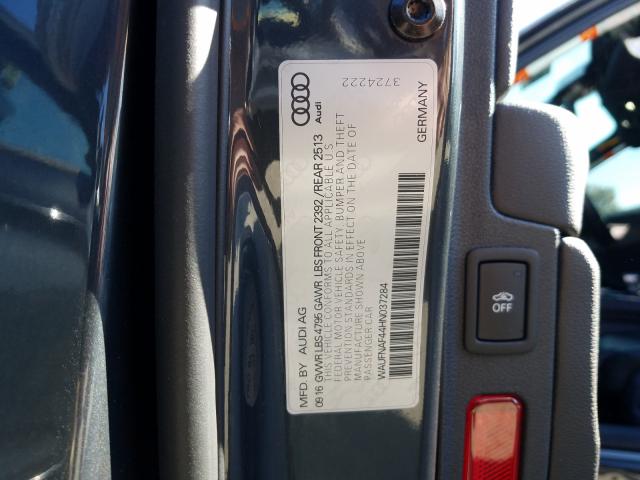 3724222
Audi
MFD. BY AUDI AG
GERMANY
09.16 GVWR LBS 4795 GAWR LBS FRONT 2392 / REAR 2513
THIS VEHICLE CONFORMS TO ALL APPLICABLE U.S.
FEDERAL MOTOR VEHICLE SAFETY, BUMPER AND THEFT
PREVENTION STANDARDS IN EFFECT ON THE DATE OF
MANUFACTURE SHOWN ABOVE
PASSENGER CAR
WAUFNAF44HN037284
OFF